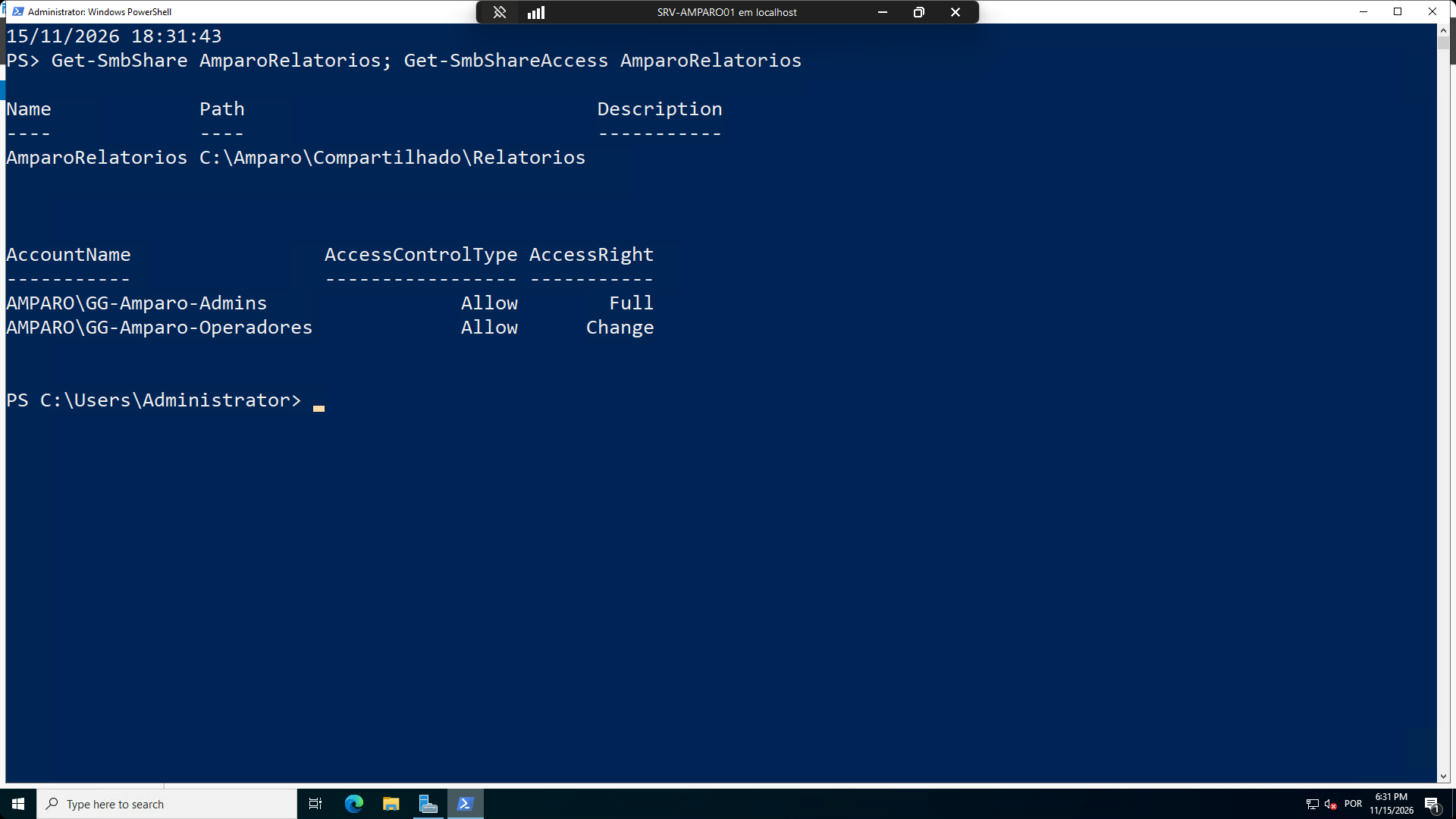 Administrator: Windows PowerShell
SRV-AMPARO01 em localhost
15/11/2026 18:31:43
PS> Get-SmbShare AmparoRelatorios; Get-SmbShareAccess AmparoRelatorios
Name Path Description
---- ---- -----------
AmparoRelatorios C:\Amparo\Compartilhado\Relatorios
AccountName AccessControlType AccessRight
----------- ----------------- -----------
AMPARO\GG-Amparo-Admins Allow Full
AMPARO\GG-Amparo-Operadores Allow Change
PS C:\Users\Administrator>
Type here to search
POR
6:31 PM
11/15/2026
1